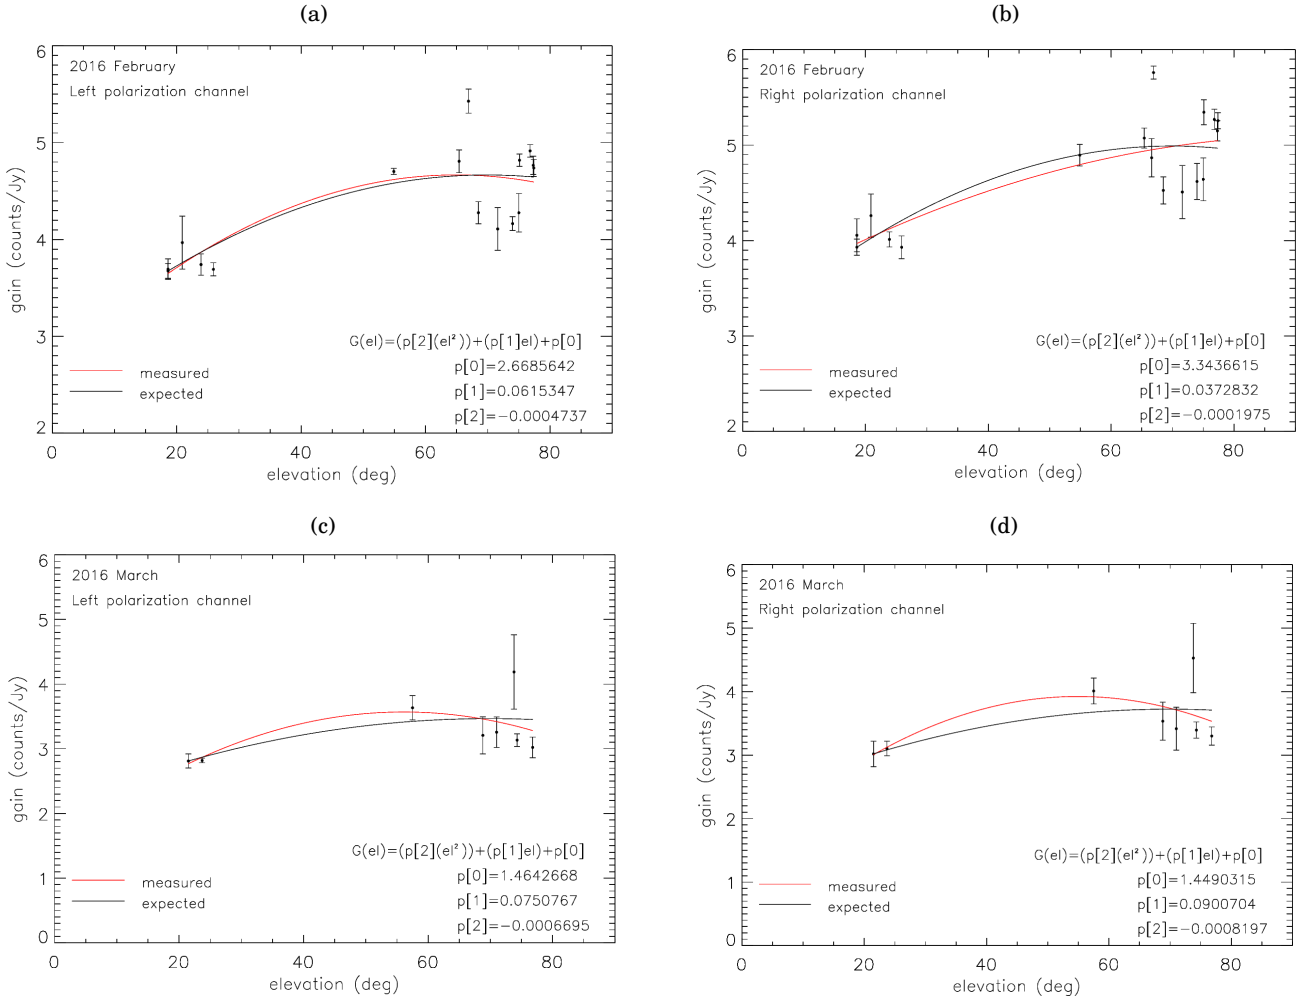 (a)
6
5
4
3
2
0
20
40
60
80
gain (counts/Jy)
elevation (deg)
2016 February
Left polarization channel
G(el)=(p[2](el²))+(p[1]el)+p[0]
p[0]=2.6685642
p[1]=0.0615347
p[2]=−0.0004737
measured
expected
(b)
6
5
4
3
2
0
20
40
60
80
gain (counts/Jy)
elevation (deg)
2016 February
Right polarization channel
G(el)=(p[2](el²))+(p[1]el)+p[0]
p[0]=3.3436615
p[1]=0.0372832
p[2]=−0.0001975
measured
expected
(c)
6
5
4
3
2
1
0
0
20
40
60
80
gain (counts/Jy)
elevation (deg)
2016 March
Left polarization channel
G(el)=(p[2](el²))+(p[1]el)+p[0]
p[0]=1.4642668
p[1]=0.0750767
p[2]=−0.0006695
measured
expected
(d)
6
5
4
3
2
1
0
0
20
40
60
80
gain (counts/Jy)
elevation (deg)
2016 March
Right polarization channel
G(el)=(p[2](el²))+(p[1]el)+p[0]
p[0]=1.4490315
p[1]=0.0900704
p[2]=−0.0008197
measured
expected